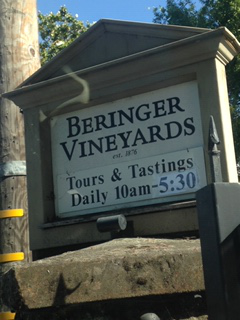 BERINGER
VINEYARDS
est. 1876
Tours & Tastings
Daily 10am-5:30